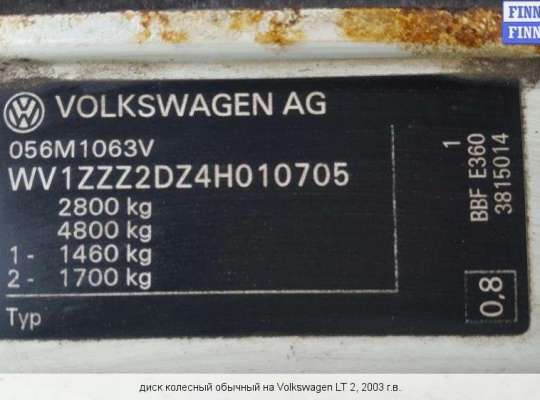 FINN
FINN
VOLKSWAGEN AG
056M1063V
WV1ZZZ2DZ4H010705
2800 kg
4800 kg
1 - 1460 kg
2 - 1700 kg
Typ
1
BBF E360
3815014
0,8
диск колесный обычный на Volkswagen LT 2, 2003 г.в.